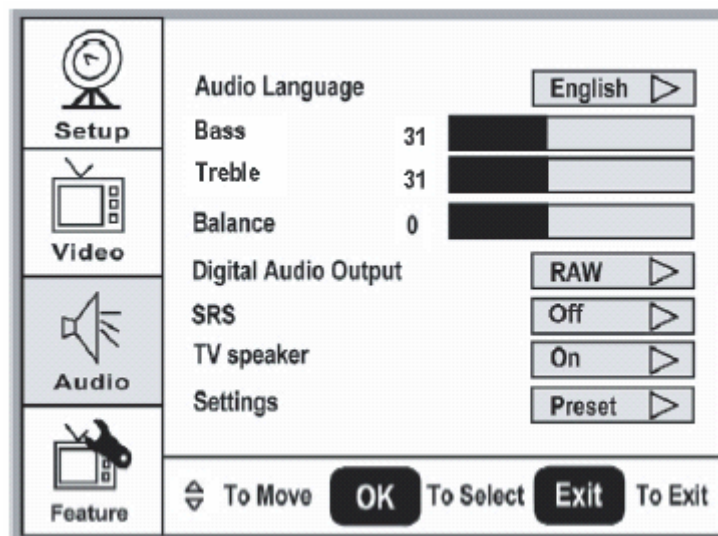 Setup
Video
Audio
Feature
Audio Language English
Bass 31
Treble 31
Balance 0
Digital Audio Output RAW
SRS Off
TV speaker On
Settings Preset
To Move OK To Select Exit To Exit